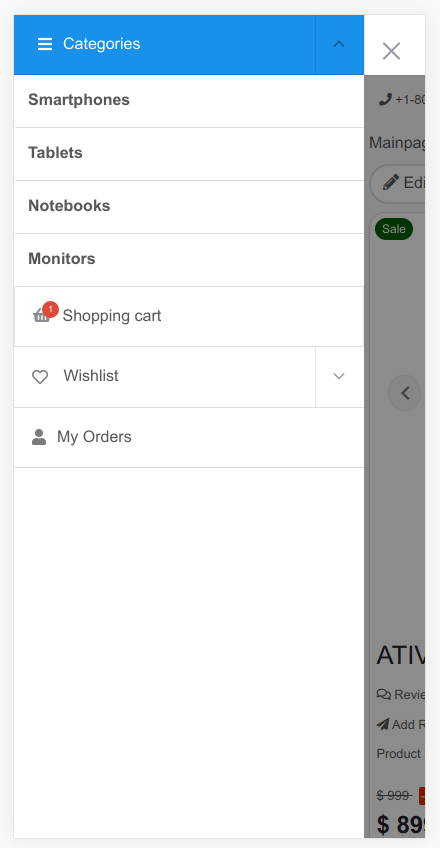 Categories
Smartphones
Tablets
Notebooks
Monitors
1
Shopping cart
Wishlist
My Orders
+1-80
Mainpag
Edi
Sale
ATIV
Revie
Add R
Product
$ 999
$ 899